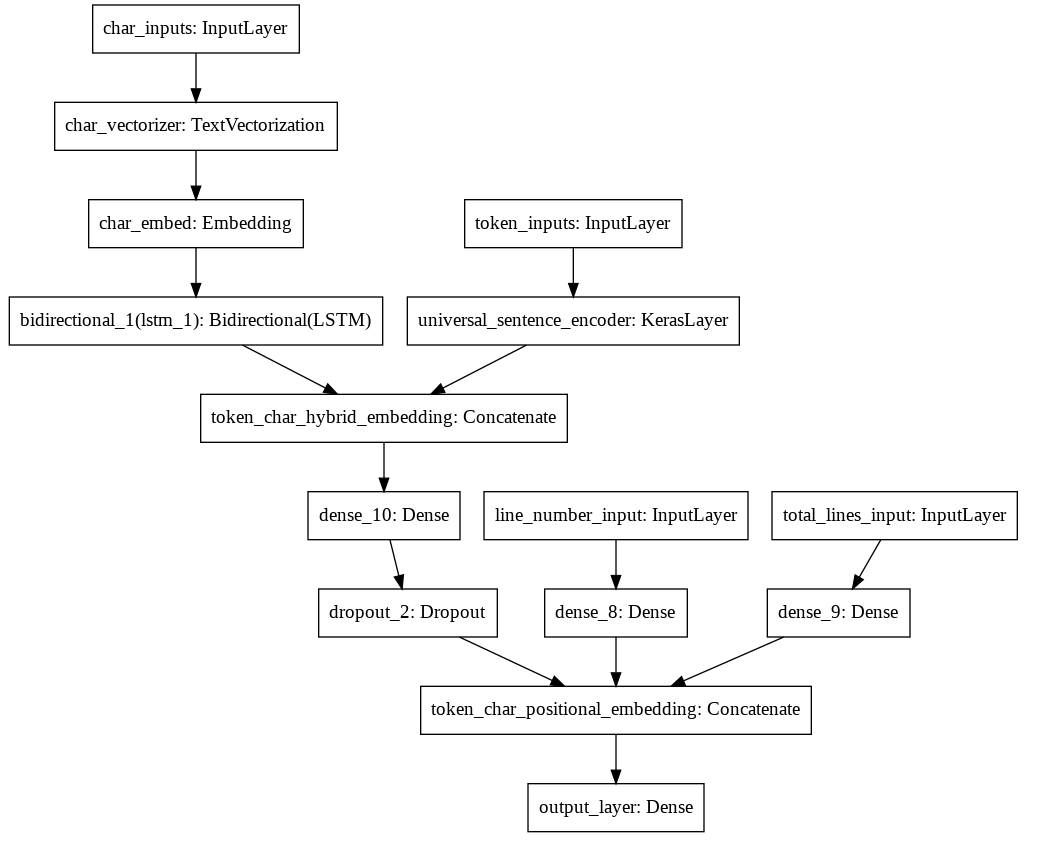 char_inputs: InputLayer
char_vectorizer: TextVectorization
char_embed: Embedding
token_inputs: InputLayer
bidirectional_1(lstm_1): Bidirectional(LSTM)
universal_sentence_encoder: KerasLayer
token_char_hybrid_embedding: Concatenate
dense_10: Dense
line_number_input: InputLayer
total_lines_input: InputLayer
dropout_2: Dropout
dense_8: Dense
dense_9: Dense
token_char_positional_embedding: Concatenate
output_layer: Dense